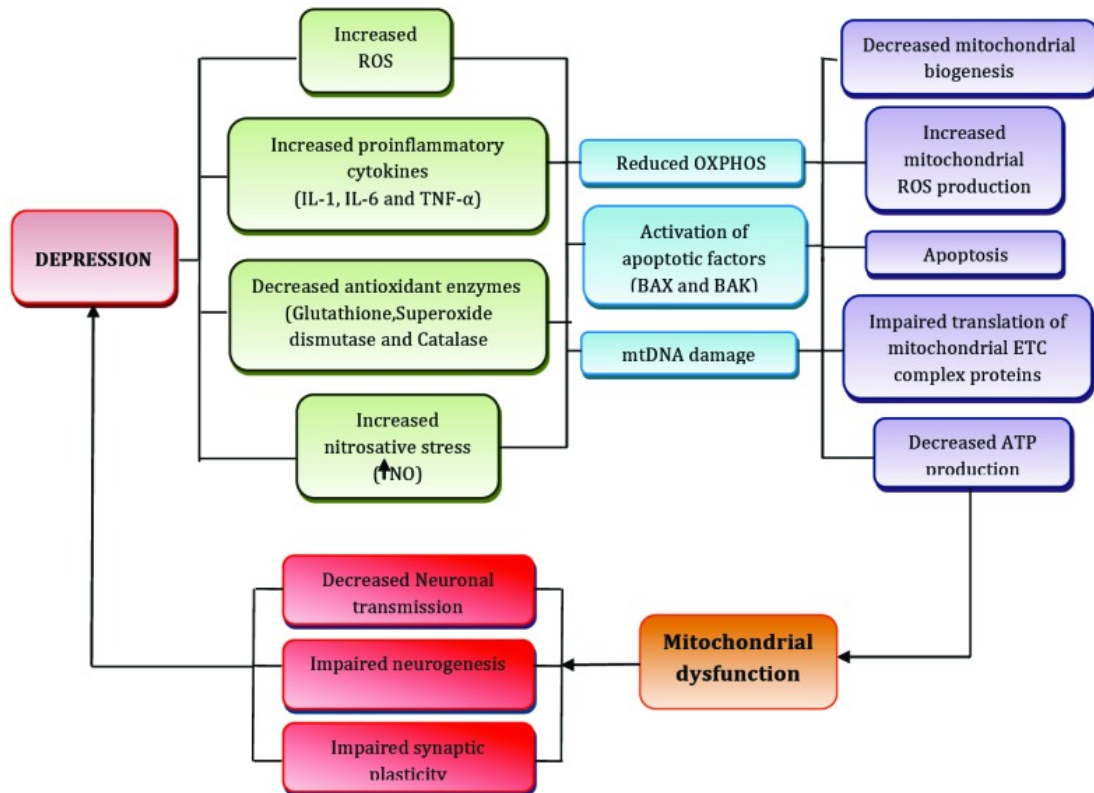 Increased
ROS
Increased proinflammatory
cytokines
(IL-1, IL-6 and TNF-α)
DEPRESSION
Decreased antioxidant enzymes
(Glutathione,Superoxide
dismutase and Catalase
Increased
nitrosative stress
(↑NO)
Reduced OXPHOS
Activation of
apoptotic factors
(BAX and BAK)
mtDNA damage
Decreased mitochondrial
biogenesis
Increased
mitochondrial
ROS production
Apoptosis
Impaired translation of
mitochondrial ETC
complex proteins
Decreased ATP
production
Mitochondrial
dysfunction
Decreased Neuronal
transmission
Impaired neurogenesis
Impaired synaptic
plasticity